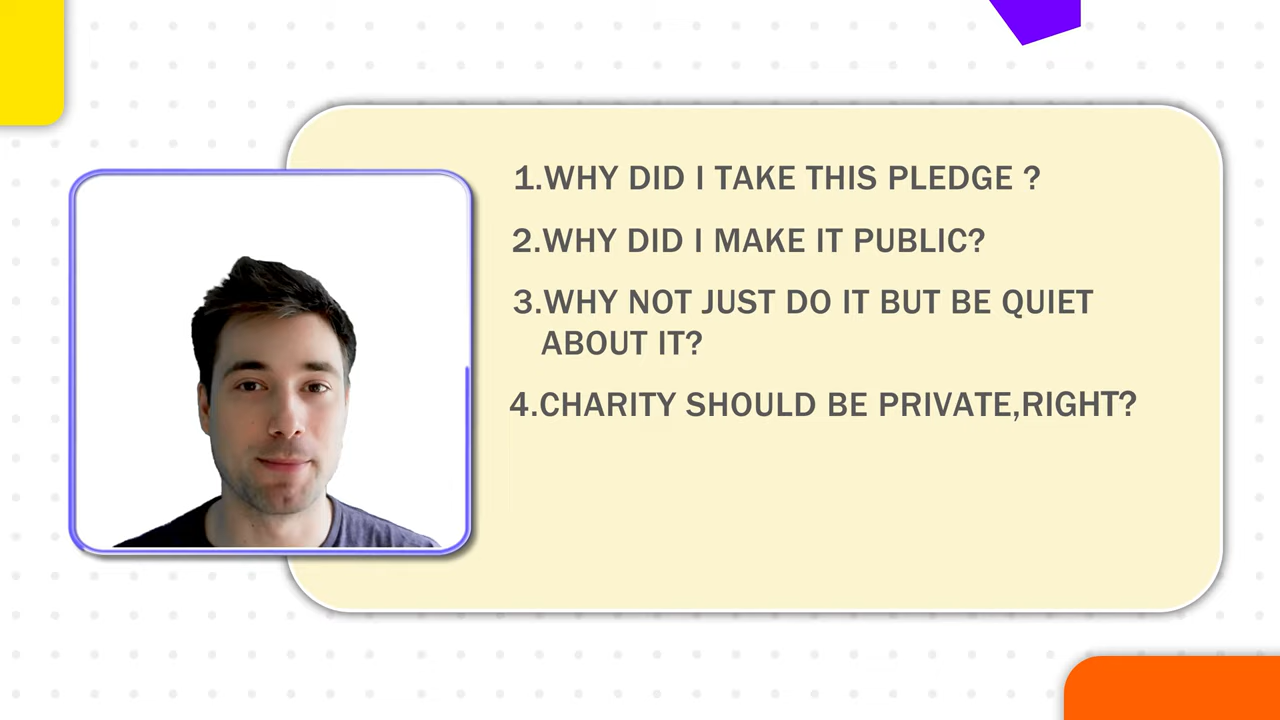 1.WHY DID I TAKE THIS PLEDGE ?
2.WHY DID I MAKE IT PUBLIC?
3.WHY NOT JUST DO IT BUT BE QUIET
ABOUT IT?
4.CHARITY SHOULD BE PRIVATE,RIGHT?